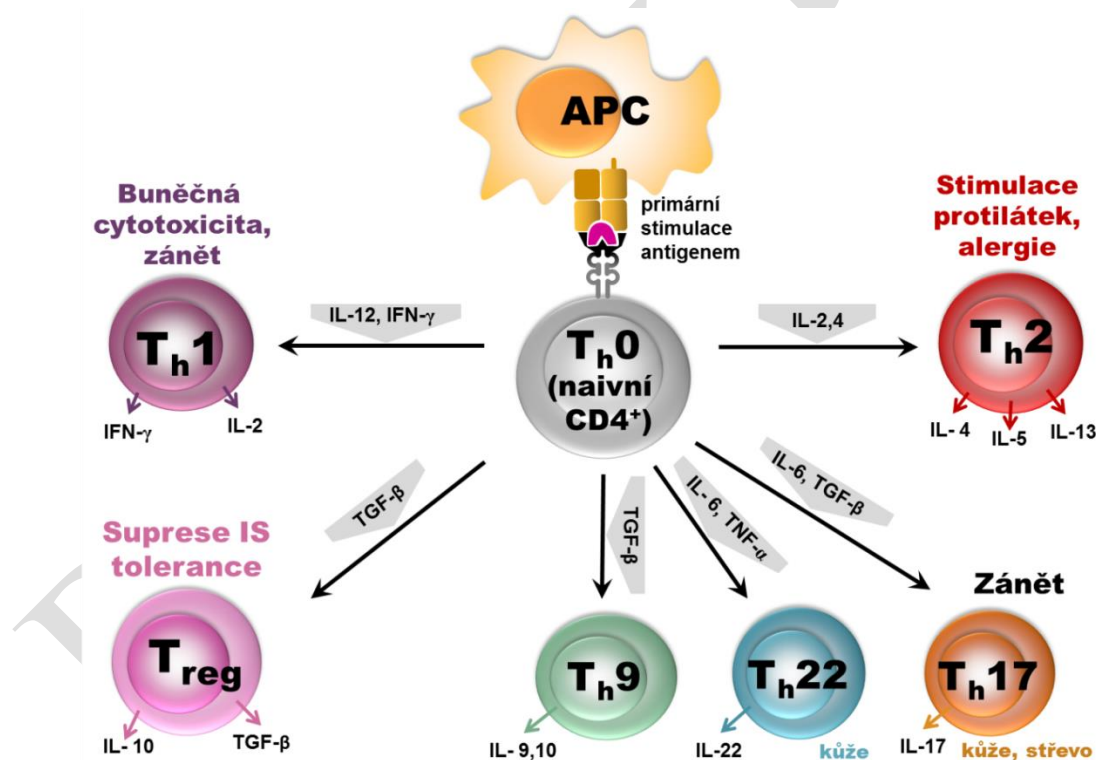 APC
primární
stimulace
antigenem
Buněčná
cytotoxicita,
zánět
Stimulace
protilátek,
alergie
Th1
IL-12, IFN-γ
Th0
(naivní
CD4+)
IL-2,4
Th2
IFN-γ
IL-2
IL- 4
IL-5
IL-13
TGF-β
TGF-β
IL- 6, TNF-α
IL-6, TGF-β
Suprese IS
tolerance
Zánět
Treg
Th9
Th22
Th17
IL- 10
TGF-β
IL- 9,10
IL-22
kůže
IL-17
kůže, střevo